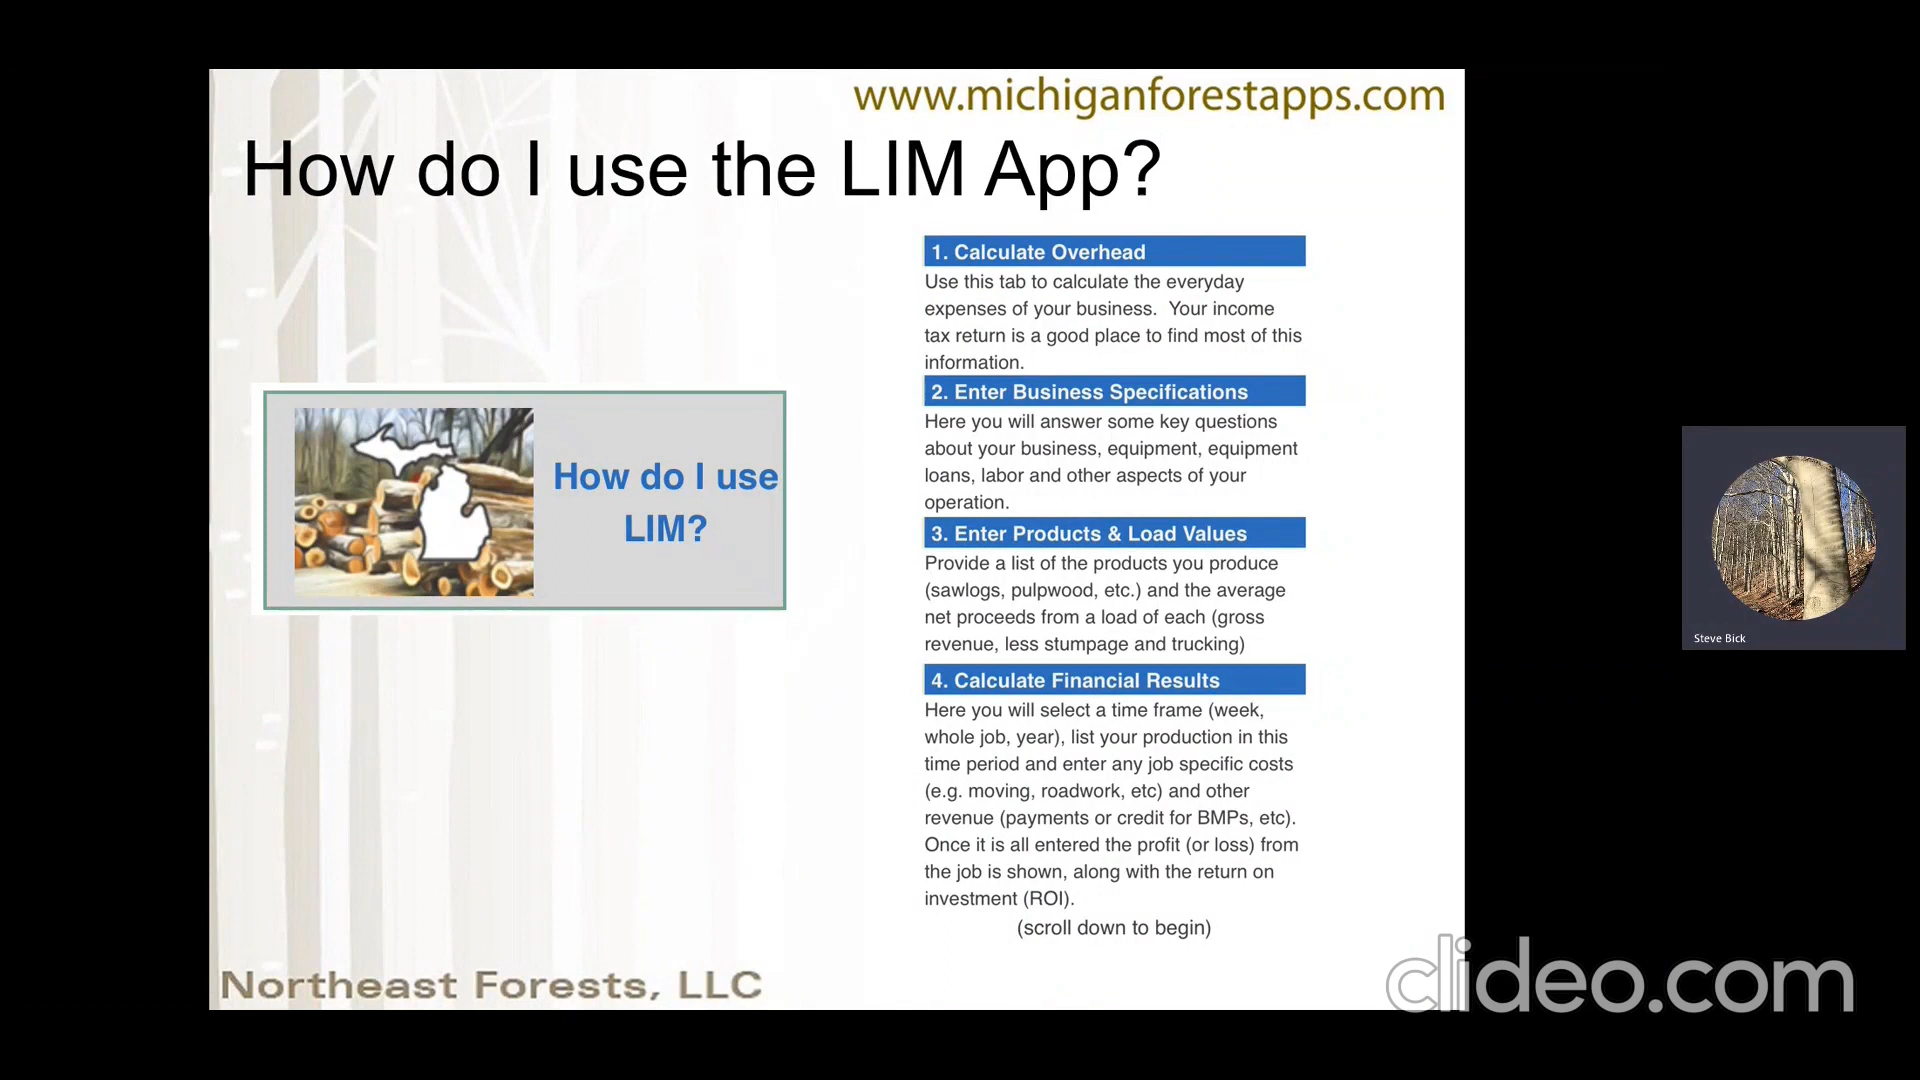 www.michiganforestapps.com
How do I use the LIM App?
How do I use
LIM?
1. Calculate Overhead
Use this tab to calculate the everyday
expenses of your business.  Your income
tax return is a good place to find most of this
information.
2. Enter Business Specifications
Here you will answer some key questions
about your business, equipment, equipment
loans, labor and other aspects of your
operation.
3. Enter Products & Load Values
Provide a list of the products you produce
(sawlogs, pulpwood, etc.) and the average
net proceeds from a load of each (gross
revenue, less stumpage and trucking)
4. Calculate Financial Results
Here you will select a time frame (week,
whole job, year), list your production in this
time period and enter any job specific costs
(e.g. moving, roadwork, etc) and other
revenue (payments or credit for BMPs, etc).
Once it is all entered the profit (or loss) from
the job is shown, along with the return on
investment (ROI).
(scroll down to begin)
Northeast Forests, LLC
Steve Bick
clideo.com